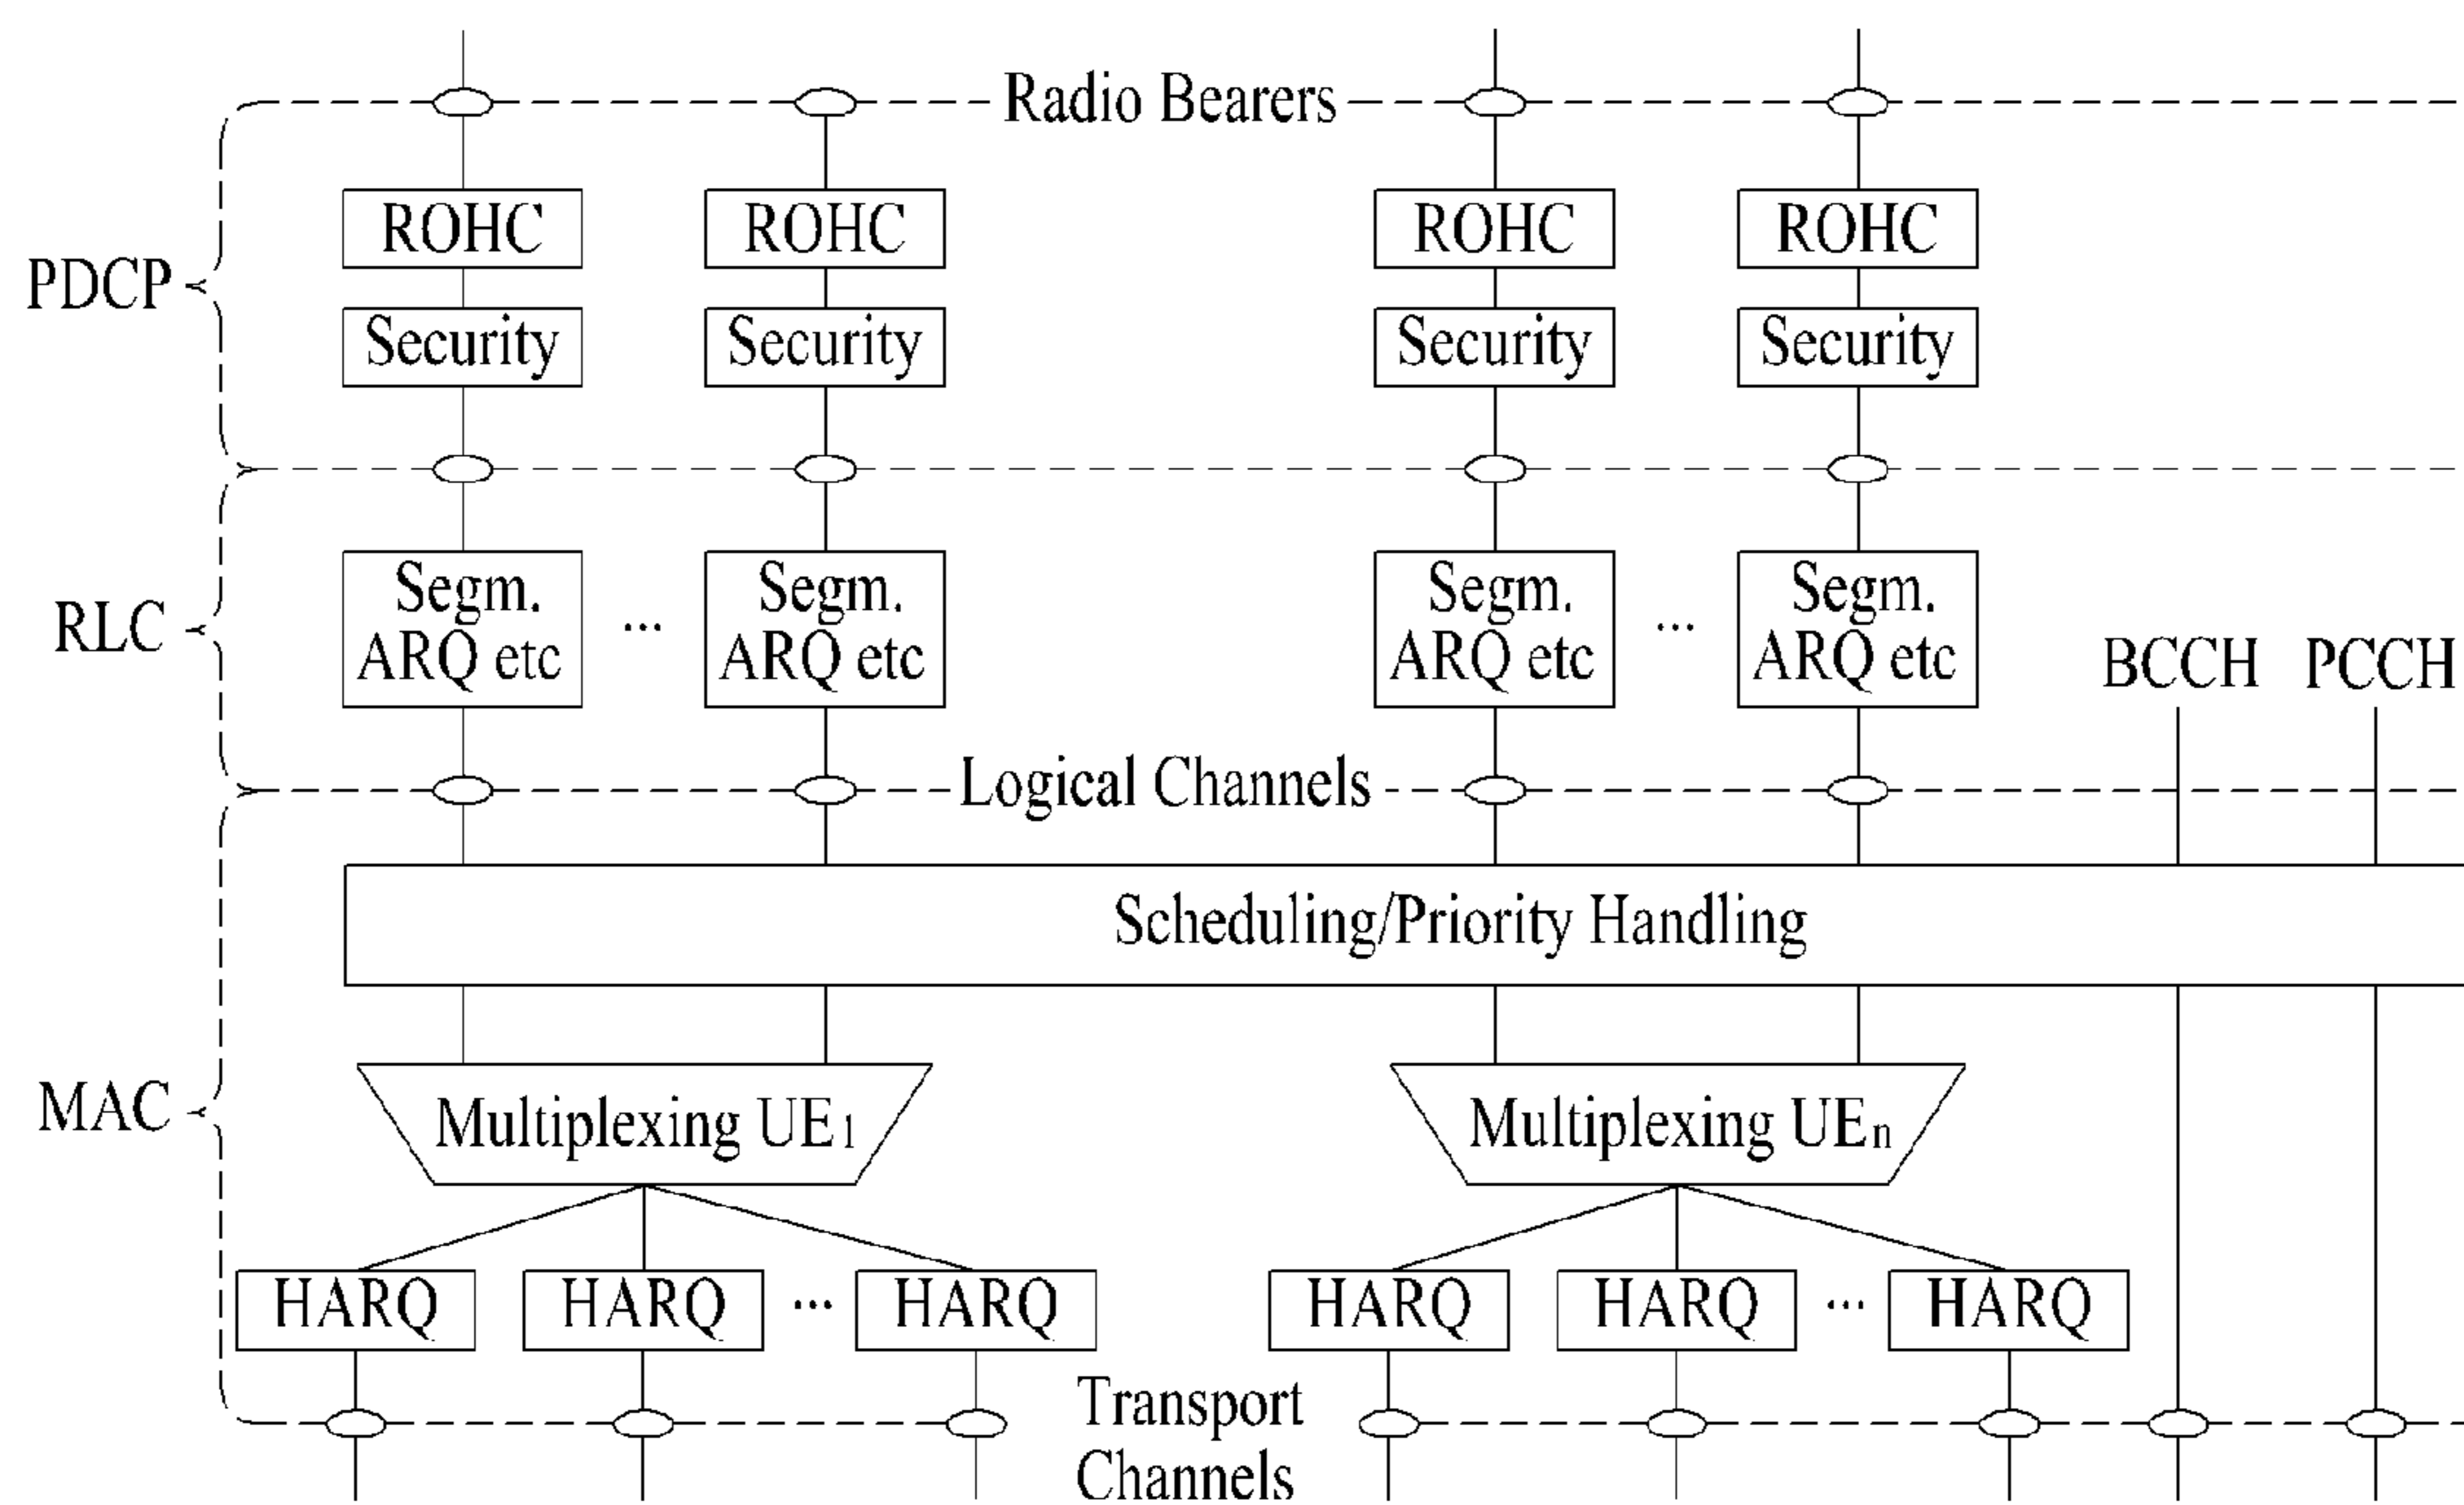 Radio Bearers
ROHC ROHC ROHC ROHC
PDCP
Security Security Security Security
Segm. ARQ etc
...
Segm. ARQ etc
Segm. ARQ etc
...
Segm. ARQ etc
RLC
BCCH PCCH
Logical Channels
Scheduling/Priority Handling
MAC
Multiplexing UE1 Multiplexing UEn
HARQ HARQ ... HARQ HARQ HARQ ... HARQ
Transport
Channels